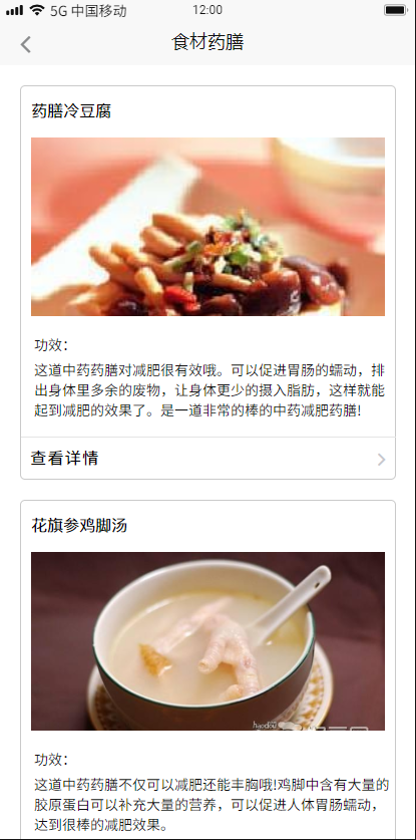 5G 中国移动 12:00
食材药膳
药膳冷豆腐
功效:
这道中药药膳对减肥很有效哦。可以促进胃肠的蠕动，排
出身体里多余的废物，让身体更少的摄入脂肪，这样就能
起到减肥的效果了。是一道非常的棒的中药减肥药膳!
查看详情
花旗参鸡脚汤
功效:
这道中药药膳不仅可以减肥还能丰胸哦!鸡脚中含有大量的
胶原蛋白可以补充大量的营养，可以促进人体胃肠蠕动，
达到很棒的减肥效果。